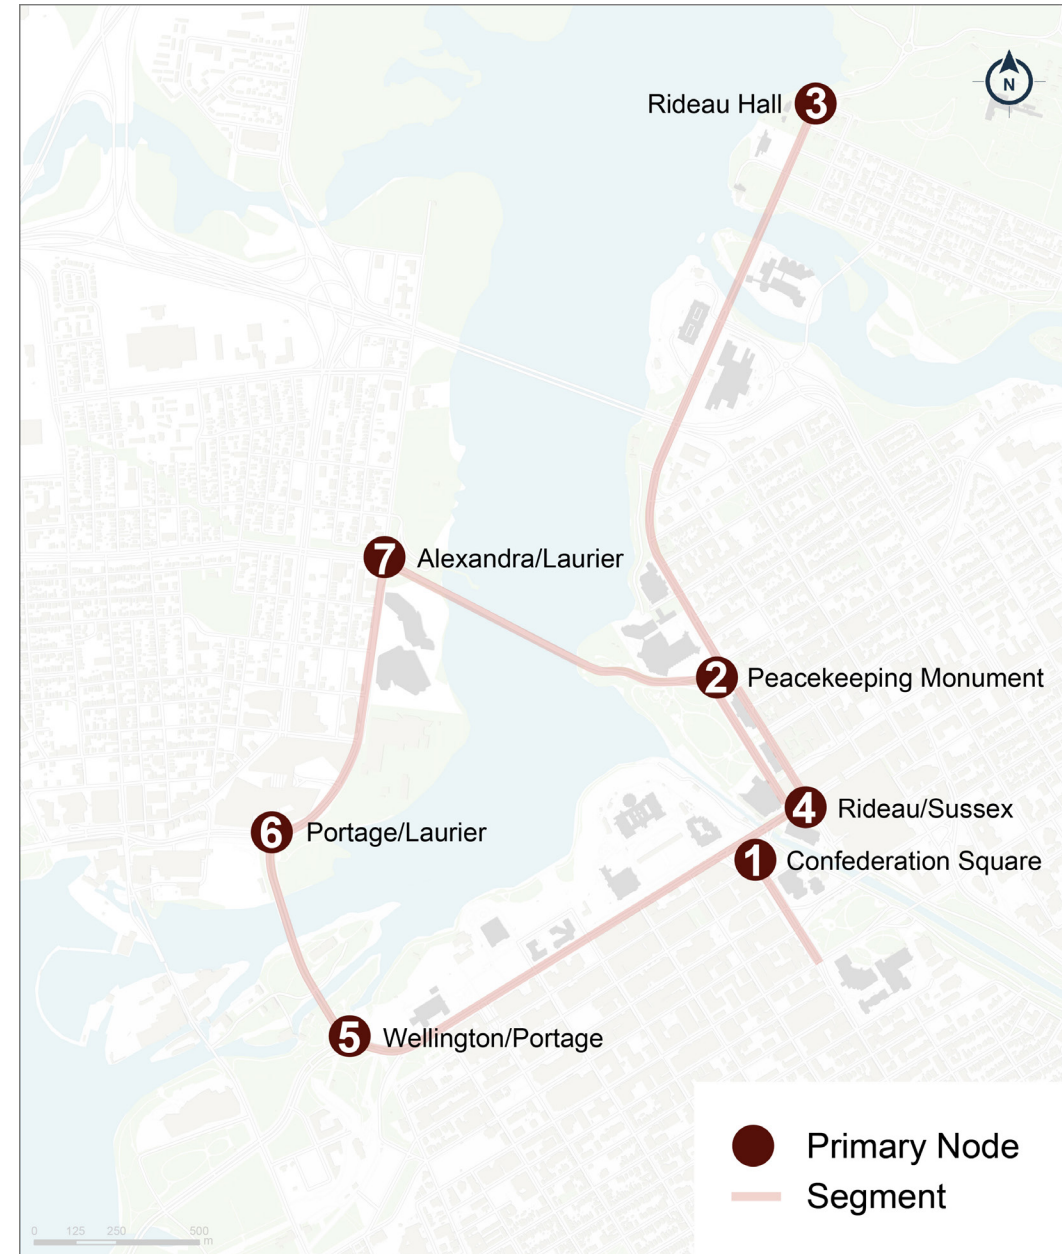 N
Rideau Hall 3
7 Alexandra/Laurier
2 Peacekeeping Monument
4 Rideau/Sussex
6 Portage/Laurier
1 Confederation Square
5 Wellington/Portage
Primary Node
Segment
0 125 250 500
m